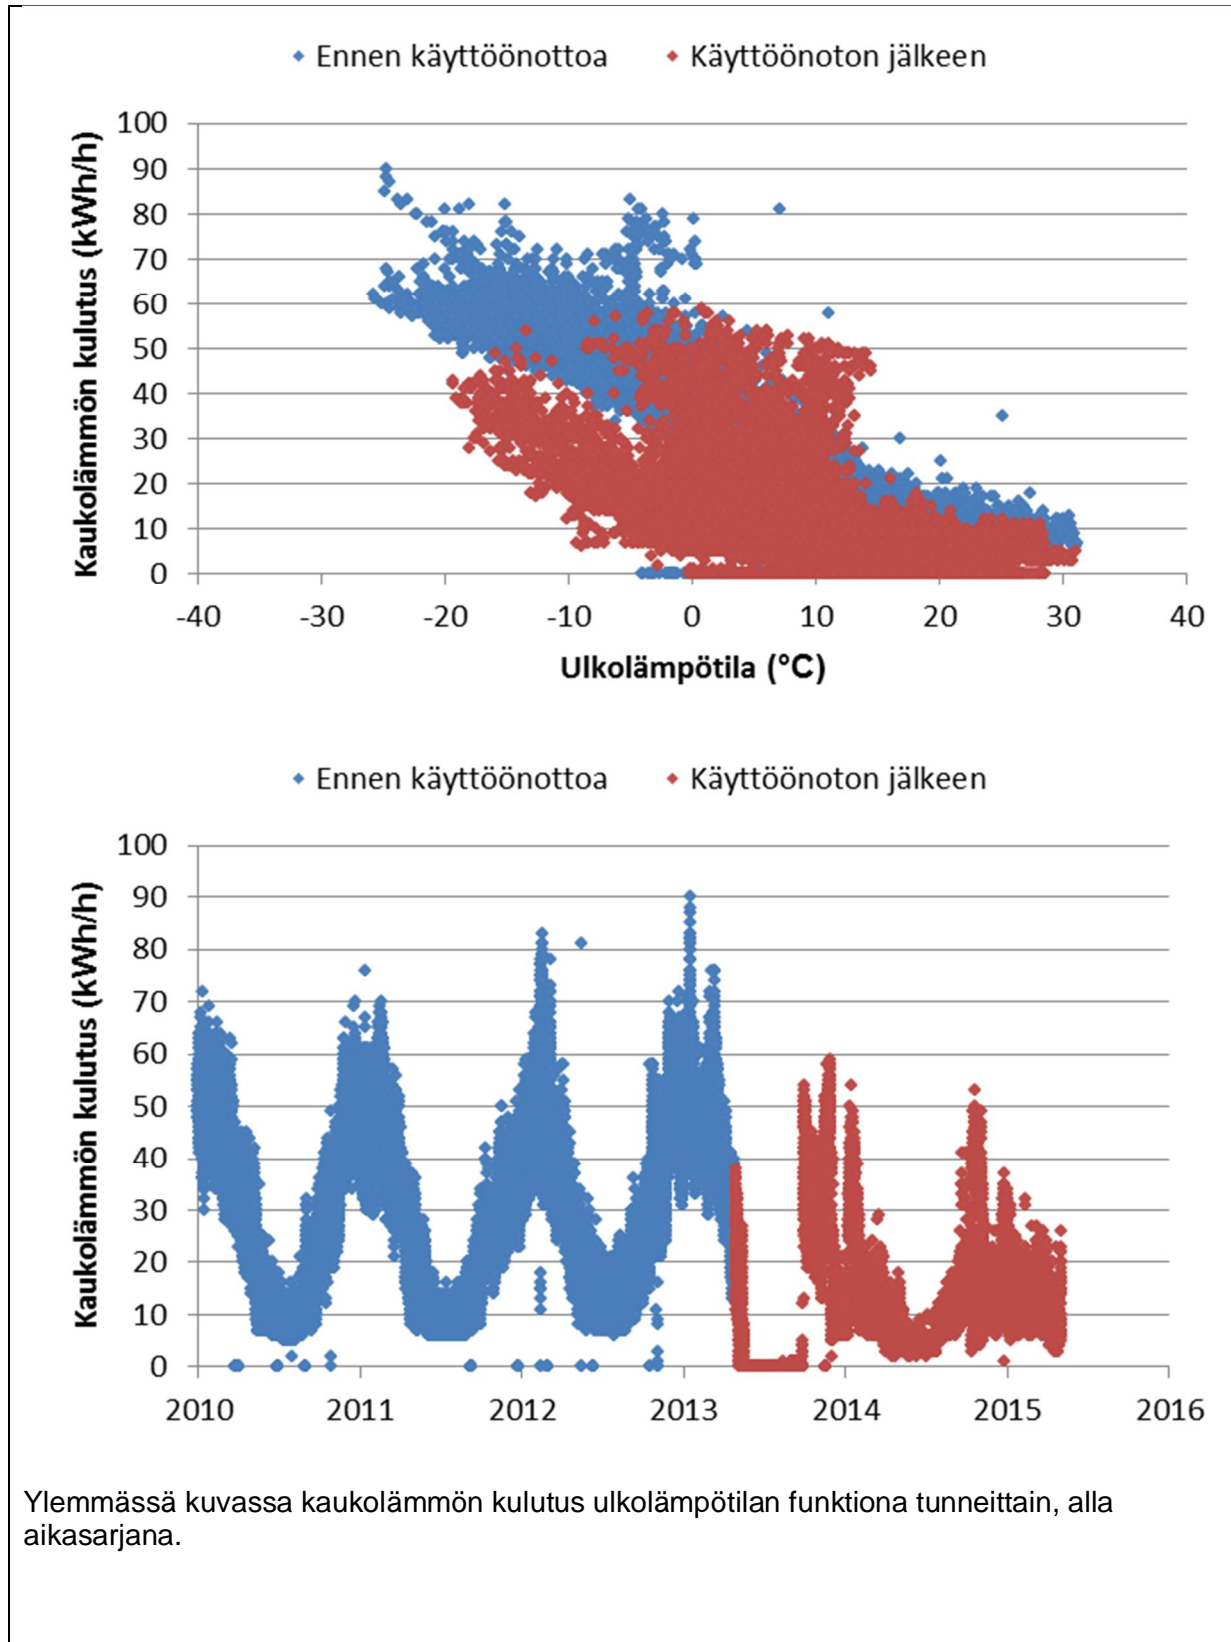 Ennen käyttöönottoa Käyttöönoton jälkeen
Kaukolämmön kulutus (kWh/h)
100
90
80
70
60
50
40
30
20
10
0
-40 -30 -20 -10 0 10 20 30 40
Ulkolämpötila (°C)
Ennen käyttöönottoa Käyttöönoton jälkeen
Kaukolämmön kulutus (kWh/h)
100
90
80
70
60
50
40
30
20
10
0
2010 2011 2012 2013 2014 2015 2016
Ylemmässä kuvassa kaukolämmön kulutus ulkolämpötilan funktiona tunneittain, alla
aikasarjana.